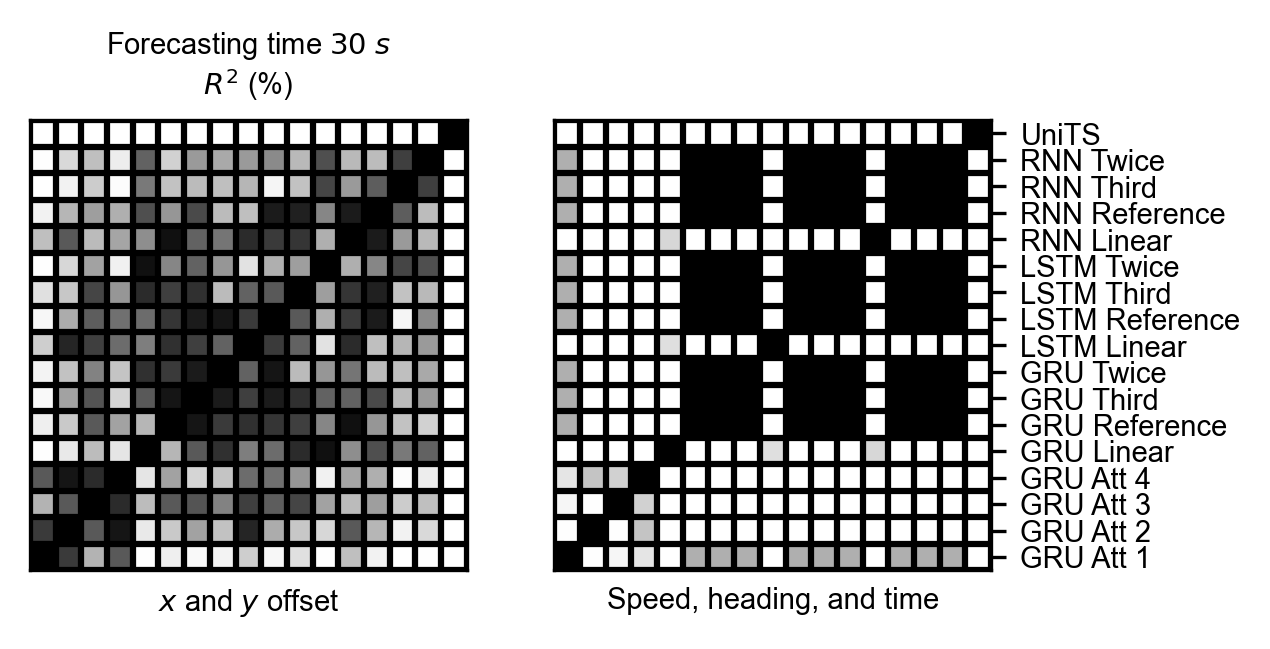 Forecasting time 30 s
R² (%)
UniTS
RNN Twice
RNN Third
RNN Reference
RNN Linear
LSTM Twice
LSTM Third
LSTM Reference
LSTM Linear
GRU Twice
GRU Third
GRU Reference
GRU Linear
GRU Att 4
GRU Att 3
GRU Att 2
GRU Att 1
x and y offset
Speed, heading, and time